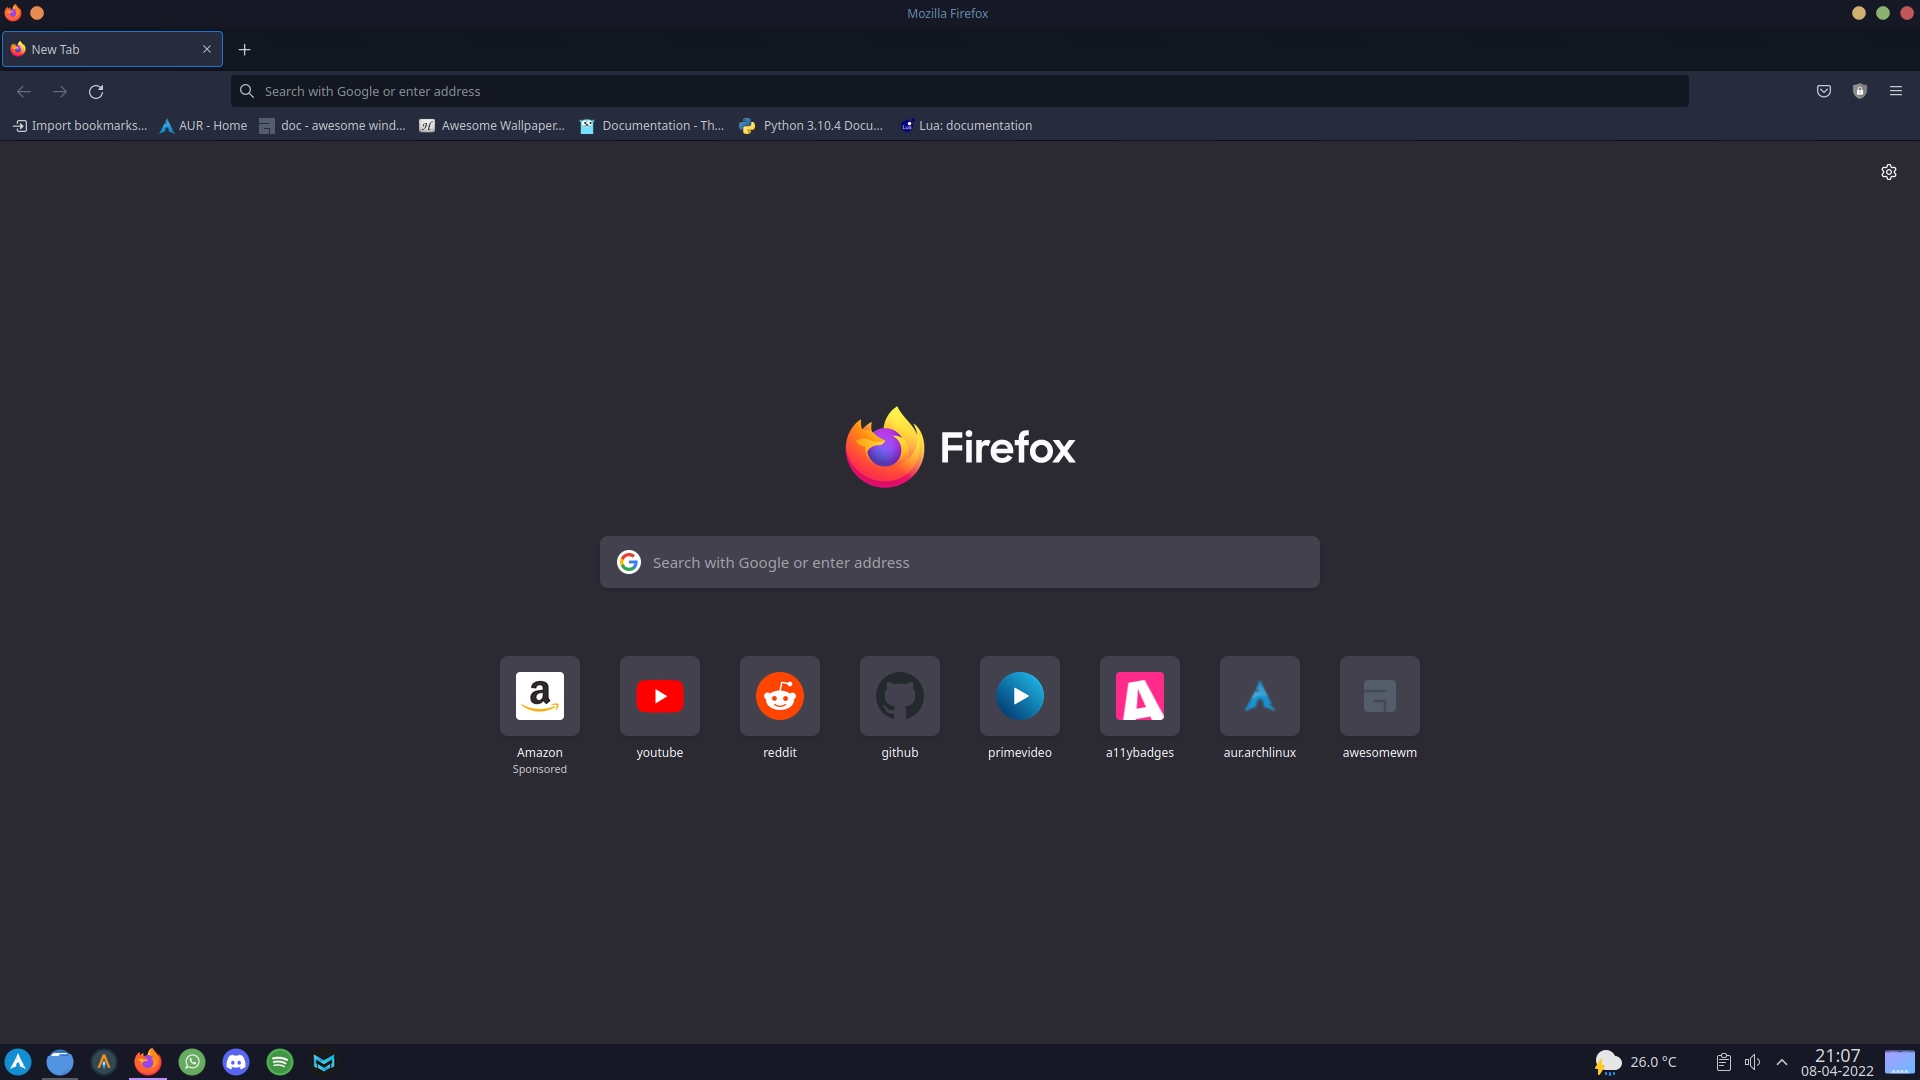 Mozilla Firefox
New Tab
Search with Google or enter address
Import bookmarks... AUR - Home doc - awesome wind... Awesome Wallpaper... Documentation - Th... Python 3.10.4 Docu... Lua: documentation
Firefox
Search with Google or enter address
Amazon youtube reddit github primevideo a11ybadges aur.archlinux awesomewm
Sponsored
26.0 °C
21:07
08-04-2022